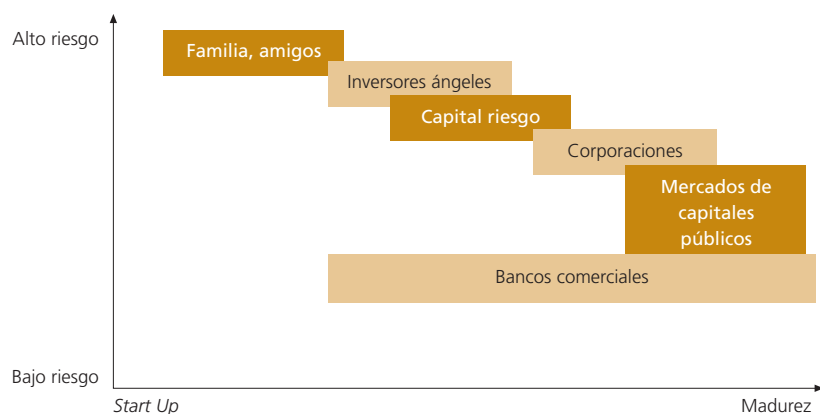 Alto riesgo
Familia, amigos
Inversores ángeles
Capital riesgo
Corporaciones
Mercados de
capitales
públicos
Bancos comerciales
Bajo riesgo
Start Up
Madurez